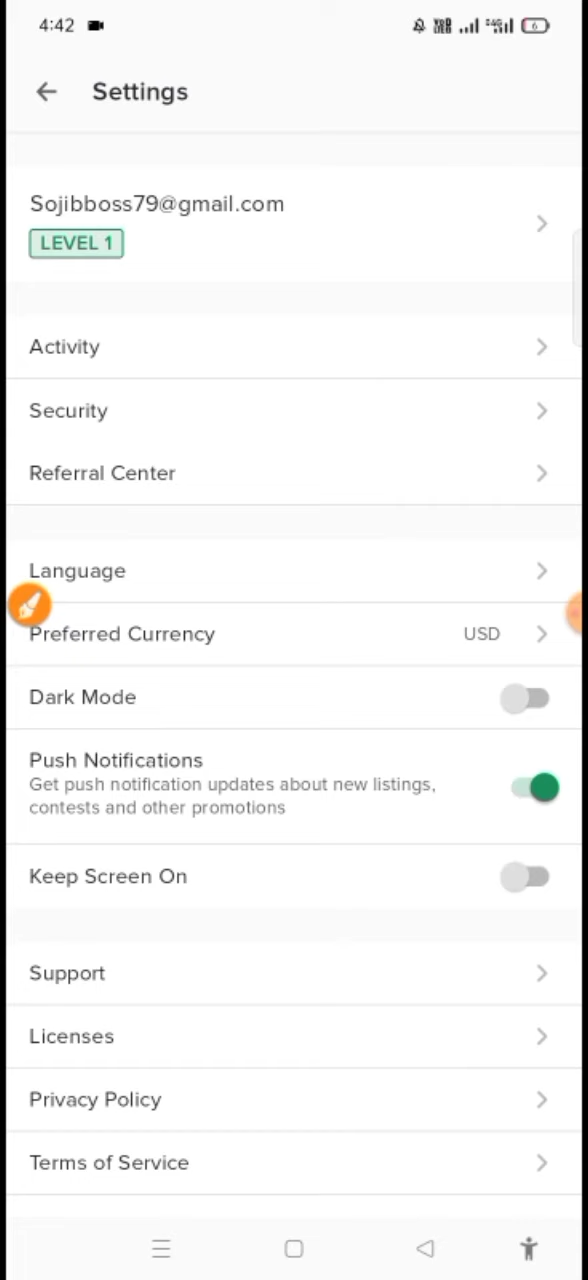 4:42
6
Settings
Sojibboss79@gmail.com
LEVEL 1
Activity
Security
Referral Center
Language
Preferred Currency USD
Dark Mode
Push Notifications
Get push notification updates about new listings,
contests and other promotions
Keep Screen On
Support
Licenses
Privacy Policy
Terms of Service